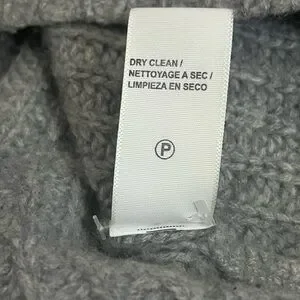 DRY CLEAN /
NETTOYAGE A SEC /
LIMPIEZA EN SECO
P